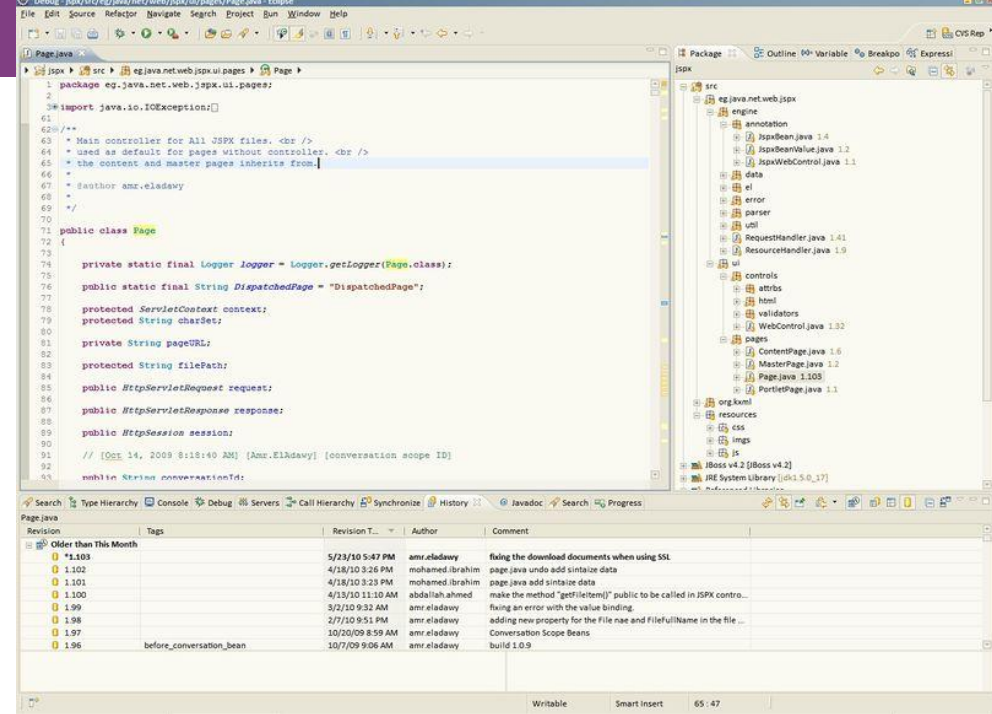 Debug - jspx/src/eg/java/net/web/jspx/ui/pages/Page.java - Eclipse
File Edit Source Refactor Navigate Search Project Run Window Help
CVS Rep
Page.java
jspx src eg.java.net.web.jspx.ui.pages Page
1 package eg.java.net.web.jspx.ui.pages;
2
3 import java.io.IOException;
61
62 /**
63 * Main controller for All JSPX files. <br />
64 * used as default for pages without controller. <br />
65 * the content and master pages inherits from.
66 *
67 * @author amr.eladawy
68 *
69 */
70
71 public class Page
72 {
73
74 private static final Logger logger = Logger.getLogger(Page.class);
75
76 public static final String DispatchedPage = "DispatchedPage";
77
78 protected ServletContext context;
79 protected String charSet;
80
81 private String pageURL;
82
83 protected String filePath;
84
85 public HttpServletRequest request;
86
87 public HttpServletResponse response;
88
89 public HttpSession session;
90
91 // [Oct 14, 2009 8:18:40 AM] [Amr.ElAdawy] [conversation scope ID]
92
93 public String conversationId;
Package Outline Variable Breakpo Expressi
jspx
src
eg.java.net.web.jspx
engine
annotation
JspxBean.java 1.4
JspxBeanValue.java 1.2
JspxWebControl.java 1.1
data
el
error
parser
util
RequestHandler.java 1.41
ResourceHandler.java 1.9
ui
controls
attrbs
html
validators
WebControl.java 1.32
pages
ContentPage.java 1.6
MasterPage.java 1.2
Page.java 1.103
PortletPage.java 1.1
org.kxml
resources
css
imgs
js
JBoss v4.2 [JBoss v4.2]
JRE System Library [jdk1.5.0_17]
Referenced Libraries
Search Type Hierarchy Console Debug Servers Call Hierarchy Synchronize History Javadoc Search Progress
Page.java
Revision Tags Revision T... Author Comment
Older than This Month
*1.103 5/23/10 5:47 PM amr.eladawy fixing the download documents when using SSL
1.102 4/18/10 3:26 PM mohamed.ibrahim page.java undo add sintaize data
1.101 4/18/10 3:23 PM mohamed.ibrahim page.java add sintaize data
1.100 4/13/10 11:10 AM abdallah.ahmed make the method "getFileItem()" public to be called in JSPX contro...
1.99 3/2/10 9:32 AM amr.eladawy fixing an error with the value binding.
1.98 2/7/10 9:51 PM amr.eladawy adding new property for the File nae and FileFullName in the file ...
1.97 10/20/09 8:59 AM amr.eladawy Conversation Scope Beans
1.96 before_conversation_bean 10/7/09 9:06 AM amr.eladawy build 1.0.9
Writable Smart Insert 65 : 47